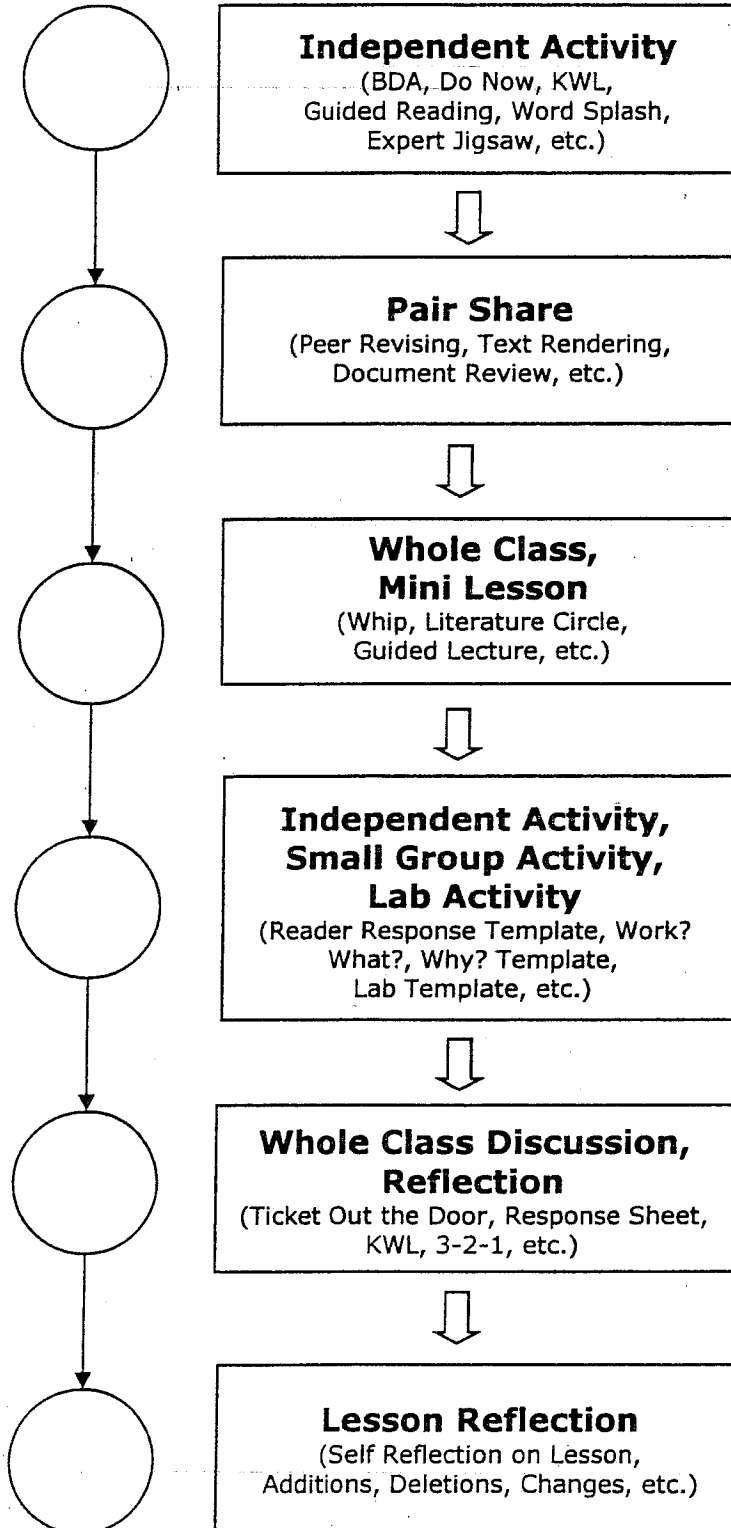 Independent Activity
(BDA, Do Now, KWL,
Guided Reading, Word Splash,
Expert Jigsaw, etc.)
Pair Share
(Peer Revising, Text Rendering,
Document Review, etc.)
Whole Class,
Mini Lesson
(Whip, Literature Circle,
Guided Lecture, etc.)
Independent Activity,
Small Group Activity,
Lab Activity
(Reader Response Template, Work?
What?, Why? Template,
Lab Template, etc.)
Whole Class Discussion,
Reflection
(Ticket Out the Door, Response Sheet,
KWL, 3-2-1, etc.)
Lesson Reflection
(Self Reflection on Lesson,
Additions, Deletions, Changes, etc.)